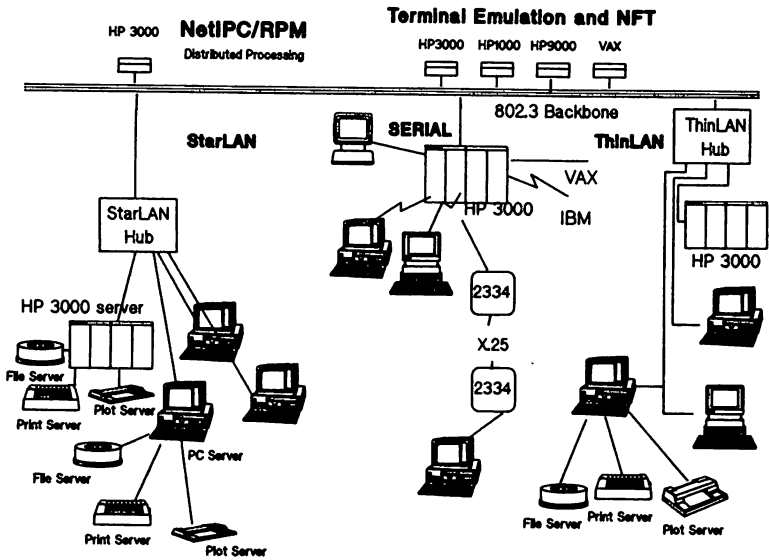 NetIPC/RPM
Distributed Processing
HP 3000
Terminal Emulation and NFT
HP3000
HP1000
HP9000
VAX
802.3 Backbone
StarLAN
SERIAL
ThinLAN
ThinLAN
Hub
StarLAN
Hub
VAX
IBM
HP 3000
HP 3000
2334
X.25
2334
HP 3000 server
File Server
Print Server
Plot Server
PC Server
File Server
Print Server
Plot Server
File Server
Print Server
Plot Server